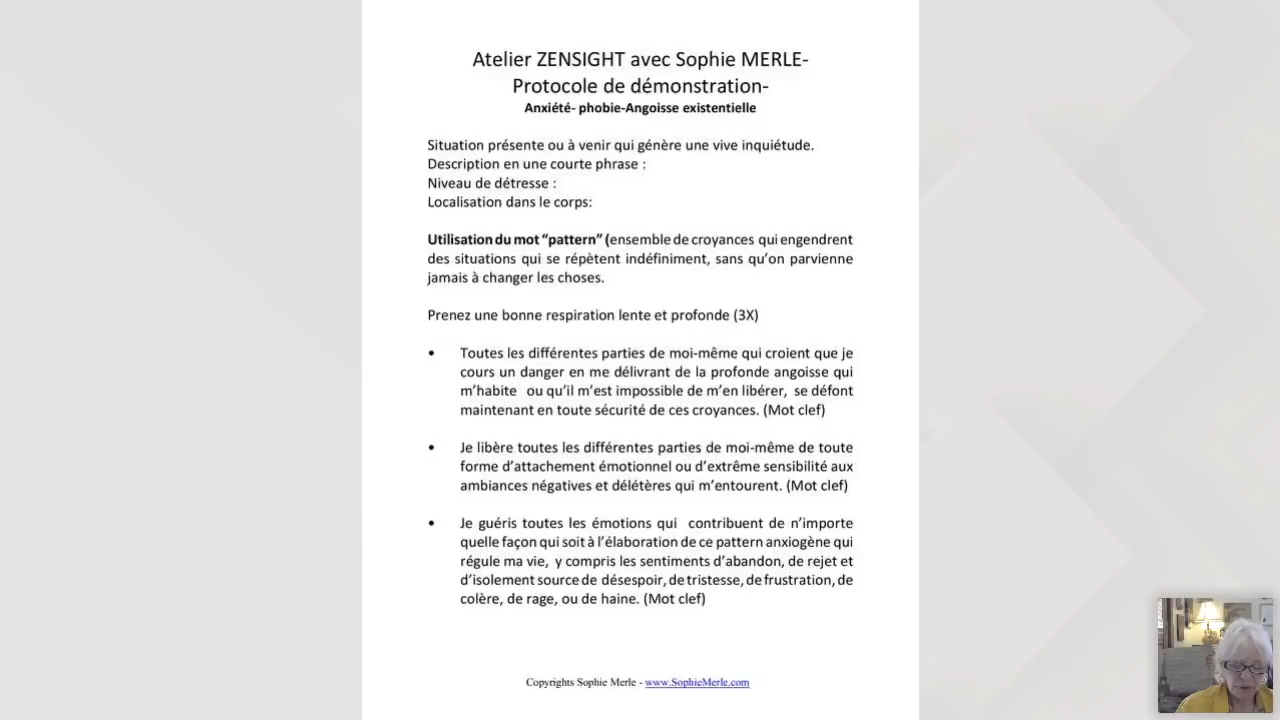 Atelier ZENSIGHT avec Sophie MERLE-
Protocole de démonstration-
Anxiété- phobie-Angoisse existentielle
Situation présente ou à venir qui génère une vive inquiétude.
Description en une courte phrase :
Niveau de détresse :
Localisation dans le corps:
Utilisation du mot “pattern” (ensemble de croyances qui engendrent
des situations qui se répètent indéfiniment, sans qu’on parvienne
jamais à changer les choses.
Prenez une bonne respiration lente et profonde (3X)
• Toutes les différentes parties de moi-même qui croient que je
cours un danger en me délivrant de la profonde angoisse qui
m’habite ou qu’il m’est impossible de m’en libérer, se défont
maintenant en toute sécurité de ces croyances. (Mot clef)
• Je libère toutes les différentes parties de moi-même de toute
forme d’attachement émotionnel ou d’extrême sensibilité aux
ambiances négatives et délétères qui m’entourent. (Mot clef)
• Je guéris toutes les émotions qui contribuent de n’importe
quelle façon qui soit à l’élaboration de ce pattern anxiogène qui
régule ma vie, y compris les sentiments d’abandon, de rejet et
d’isolement source de désespoir, de tristesse, de frustration, de
colère, de rage, ou de haine. (Mot clef)
Copyrights Sophie Merle - www.SophieMerle.com